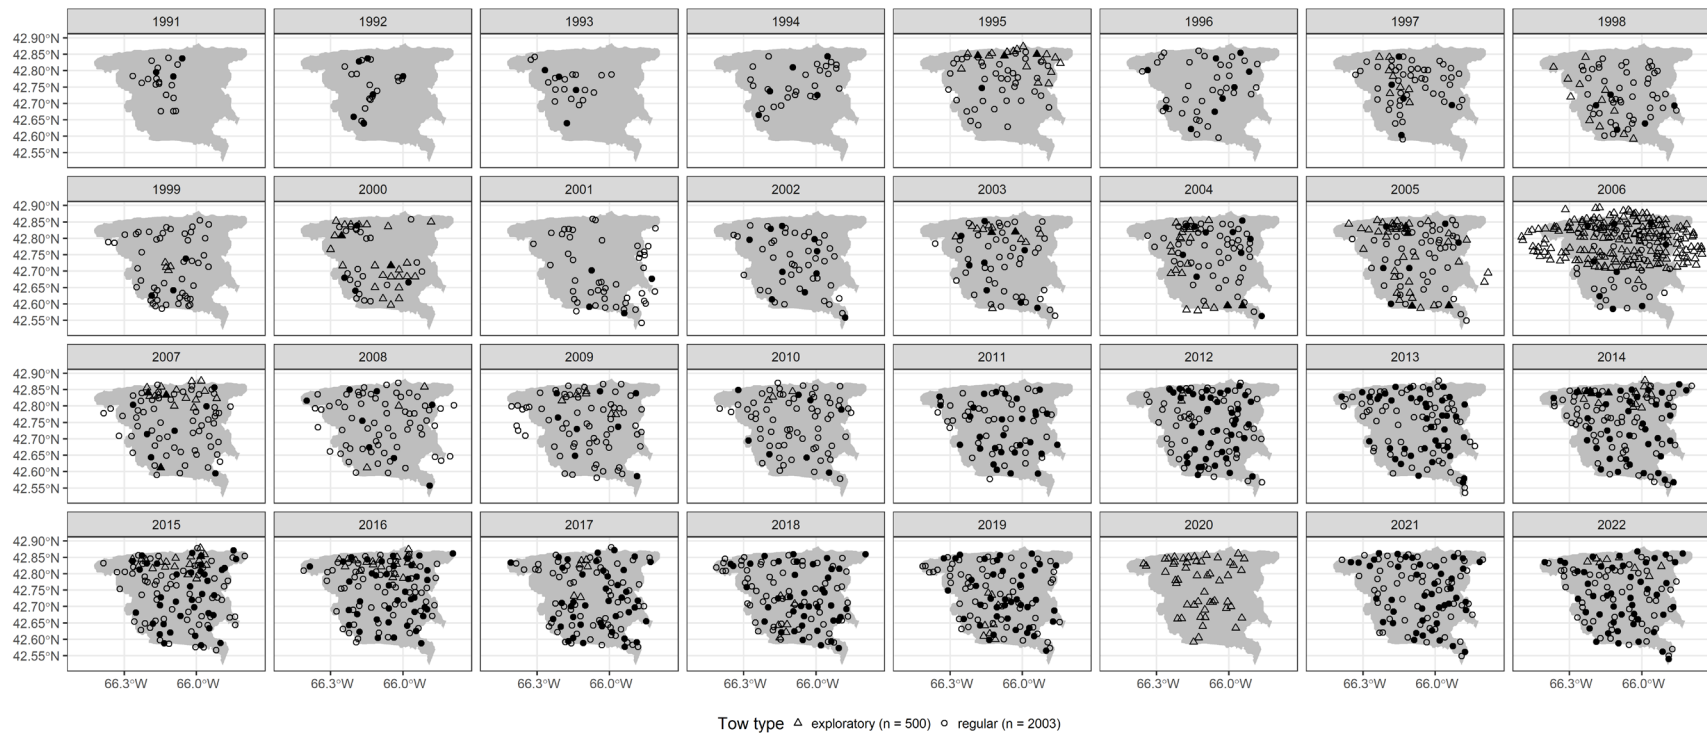 1991 1992 1993 1994 1995 1996 1997 1998
42.90°N
42.85°N
42.80°N
42.75°N
42.70°N
42.65°N
42.60°N
42.55°N
1999 2000 2001 2002 2003 2004 2005 2006
42.90°N
42.85°N
42.80°N
42.75°N
42.70°N
42.65°N
42.60°N
42.55°N
2007 2008 2009 2010 2011 2012 2013 2014
42.90°N
42.85°N
42.80°N
42.75°N
42.70°N
42.65°N
42.60°N
42.55°N
2015 2016 2017 2018 2019 2020 2021 2022
42.90°N
42.85°N
42.80°N
42.75°N
42.70°N
42.65°N
42.60°N
42.55°N
66.3°W 66.0°W 66.3°W 66.0°W 66.3°W 66.0°W 66.3°W 66.0°W 66.3°W 66.0°W 66.3°W 66.0°W 66.3°W 66.0°W 66.3°W 66.0°W
Tow type exploratory (n = 500) regular (n = 2003)